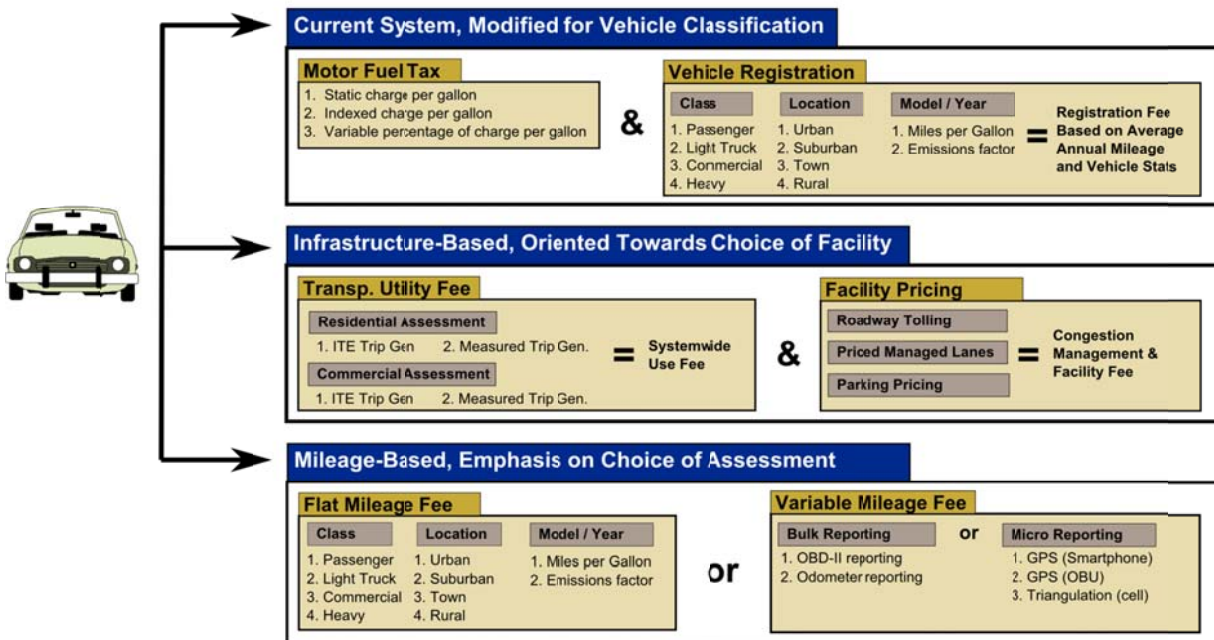 Current System, Modified for Vehicle Classification
Motor Fuel Tax
1. Static charge per gallon
2. Indexed charge per gallon
3. Variable percentage of charge per gallon
&
Vehicle Registration
Class
1. Passenger
2. Light Truck
3. Commercial
4. Heavy
Location
1. Urban
2. Suburban
3. Town
4. Rural
Model / Year
1. Miles per Gallon
2. Emissions factor
=
Registration Fee
Based on Average
Annual Mileage
and Vehicle Stats
Infrastructure-Based, Oriented Towards Choice of Facility
Transp. Utility Fee
Residential Assessment
1. ITE Trip Gen 2. Measured Trip Gen.
Commercial Assessment
1. ITE Trip Gen 2. Measured Trip Gen.
=
Systemwide
Use Fee
&
Facility Pricing
Roadway Tolling
Priced Managed Lanes
Parking Pricing
=
Congestion
Management &
Facility Fee
Mileage-Based, Emphasis on Choice of Assessment
Flat Mileage Fee
Class
1. Passenger
2. Light Truck
3. Commercial
4. Heavy
Location
1. Urban
2. Suburban
3. Town
4. Rural
Model / Year
1. Miles per Gallon
2. Emissions factor
or
Variable Mileage Fee
Bulk Reporting
1. OBD-II reporting
2. Odometer reporting
or
Micro Reporting
1. GPS (Smartphone)
2. GPS (OBU)
3. Triangulation (cell)